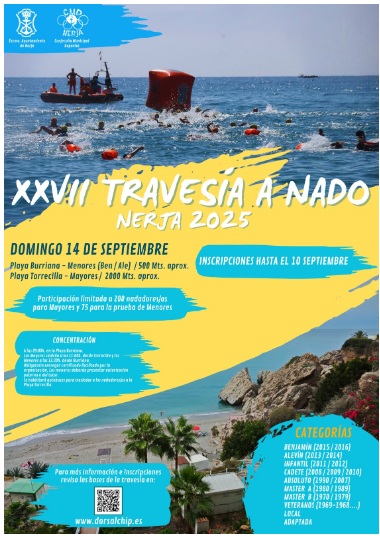 Excmo. Ayuntamiento
de Nerja
CMD
NERJA
Concejalía Municipal
Deportes
XXVII TRAVESÍA A NADO
NERJA 2025
DOMINGO 14 DE SEPTIEMBRE
Playa Burriana - Menores (Ben / Ale) / 500 Mts. aprox.
Playa Torrecilla - Mayores / 2000 Mts. aprox.
INSCRIPCIONES HASTA EL 10 SEPTIEMBRE
Participación limitada a 200 nadadores/as
para Mayores y 75 para la prueba de Menores
CONCENTRACIÓN
Para más información e inscripciones
revisa las bases de la travesía en:
www.dorsalchip.es
CATEGORÍAS
BENJAMÍN (2015 / 2016)
ALEVÍN (2013 / 2014)
INFANTIL (2011 / 2012)
CADETE (2008 / 2009 / 2010)
ABSOLUTO (1990 / 2007)
MASTER A (1980 / 1989)
MASTER B (1970 / 1979)
VETERANOS (1969-1968....)
LOCAL
ADAPTADA